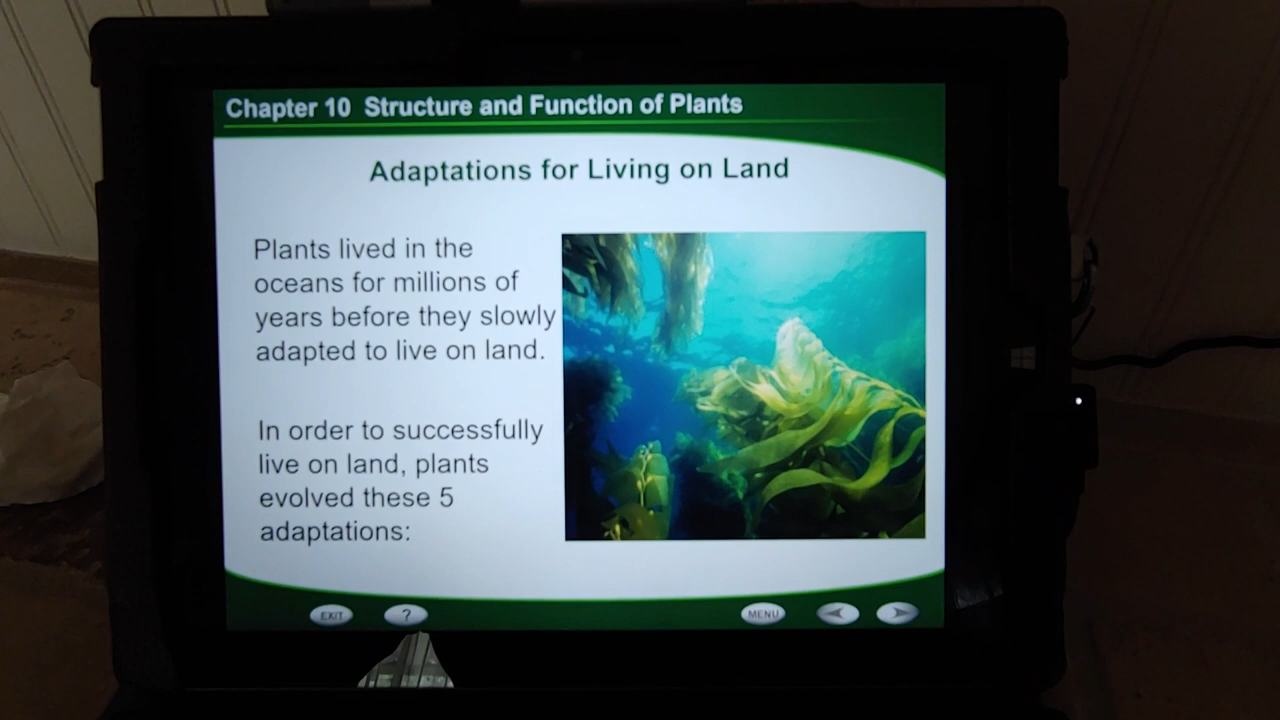 Chapter 10 Structure and Function of Plants
Adaptations for Living on Land
Plants lived in the
oceans for millions of
years before they slowly
adapted to live on land.
In order to successfully
live on land, plants
evolved these 5
adaptations:
EXIT
?
MENU